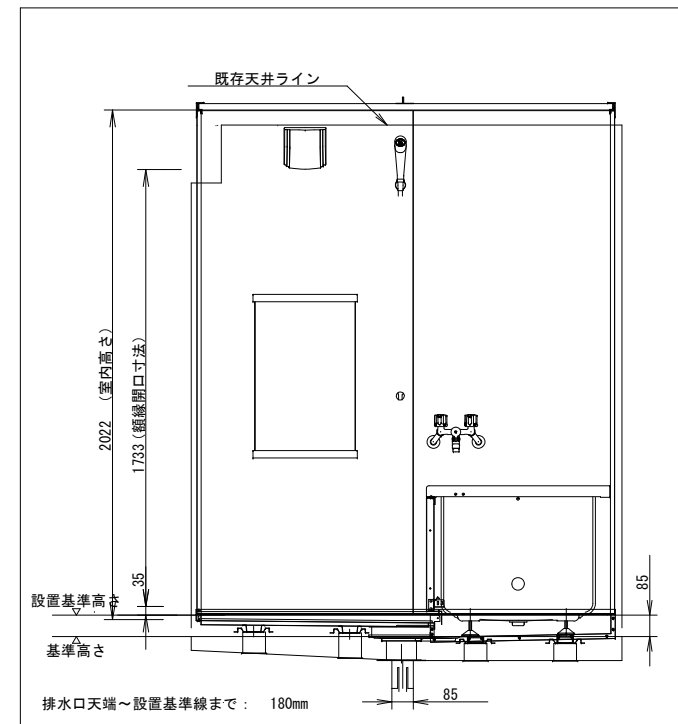 既存天井ライン
2022 (室内高さ)
1733(額縁開口寸法)
35
設置基準高さ
85
基準高さ
排水口天端～設置基準線まで： 180mm
85